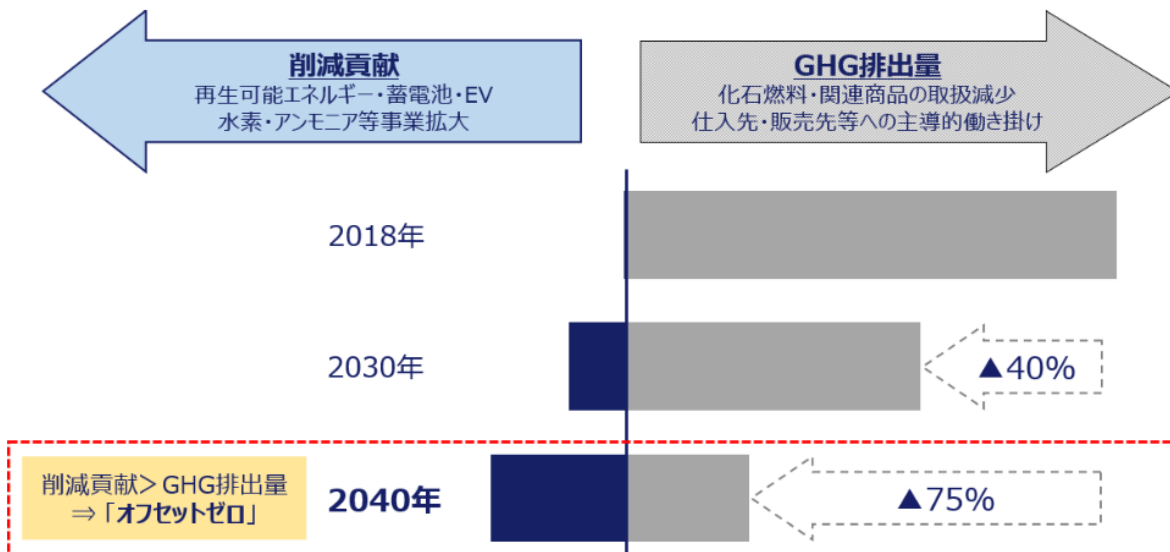 削減貢献
再生可能エネルギー・蓄電池・EV
水素・アンモニア等事業拡大
GHG排出量
化石燃料・関連商品の取扱減少
仕入先・販売先等への主導的働き掛け
2018年
2030年
▲40%
削減貢献＞GHG排出量
⇒「オフセットゼロ」
2040年
▲75%